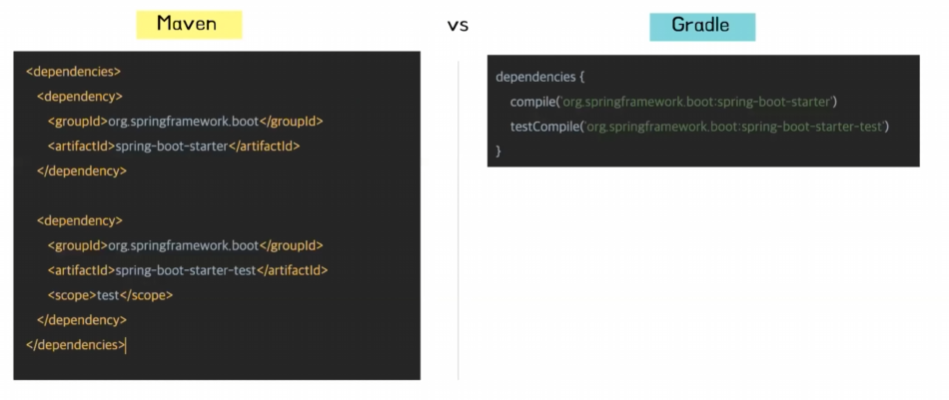 Maven
vs
Gradle
<dependencies>
<dependency>
<groupId>org.springframework.boot</groupId>
<artifactId>spring-boot-starter</artifactId>
</dependency>
<dependency>
<groupId>org.springframework.boot</groupId>
<artifactId>spring-boot-starter-test</artifactId>
<scope>test</scope>
</dependency>
</dependencies>
dependencies {
compile('org.springframework.boot:spring-boot-starter')
testCompile('org.springframework.boot:spring-boot-starter-test')
}